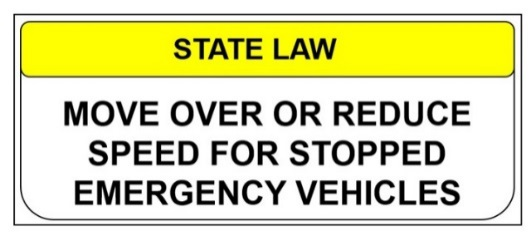 STATE LAW
MOVE OVER OR REDUCE
SPEED FOR STOPPED
EMERGENCY VEHICLES